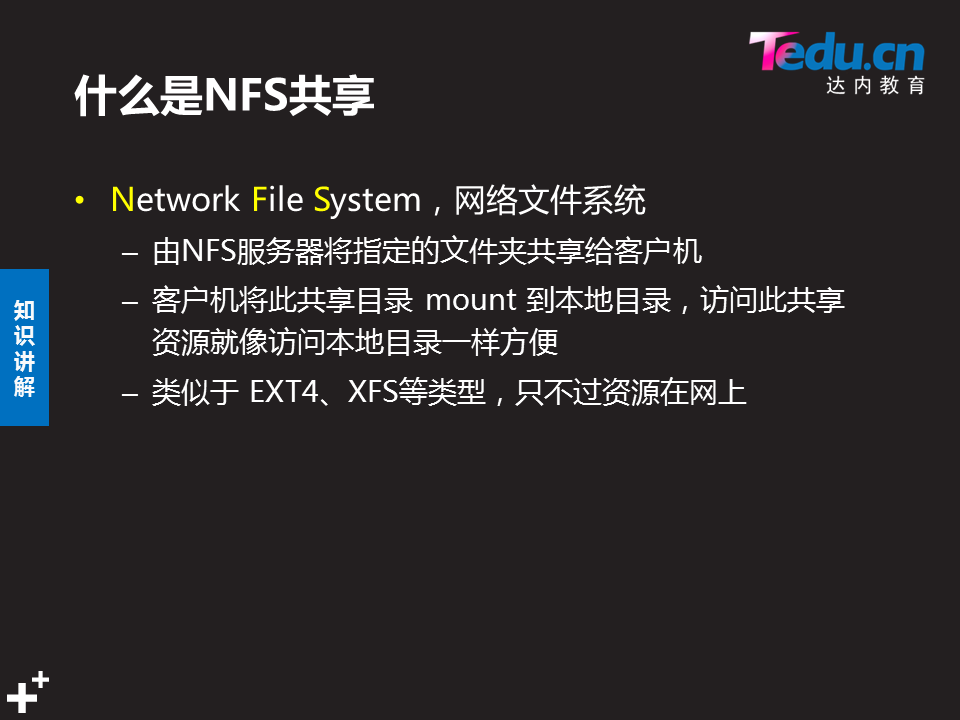 Tedu.cn
达内教育
什么是NFS共享
• Network File System，网络文件系统
– 由NFS服务器将指定的文件夹共享给客户机
– 客户机将此共享目录 mount 到本地目录，访问此共享
资源就像访问本地目录一样方便
– 类似于 EXT4、XFS等类型，只不过资源在网上
知
识
讲
解